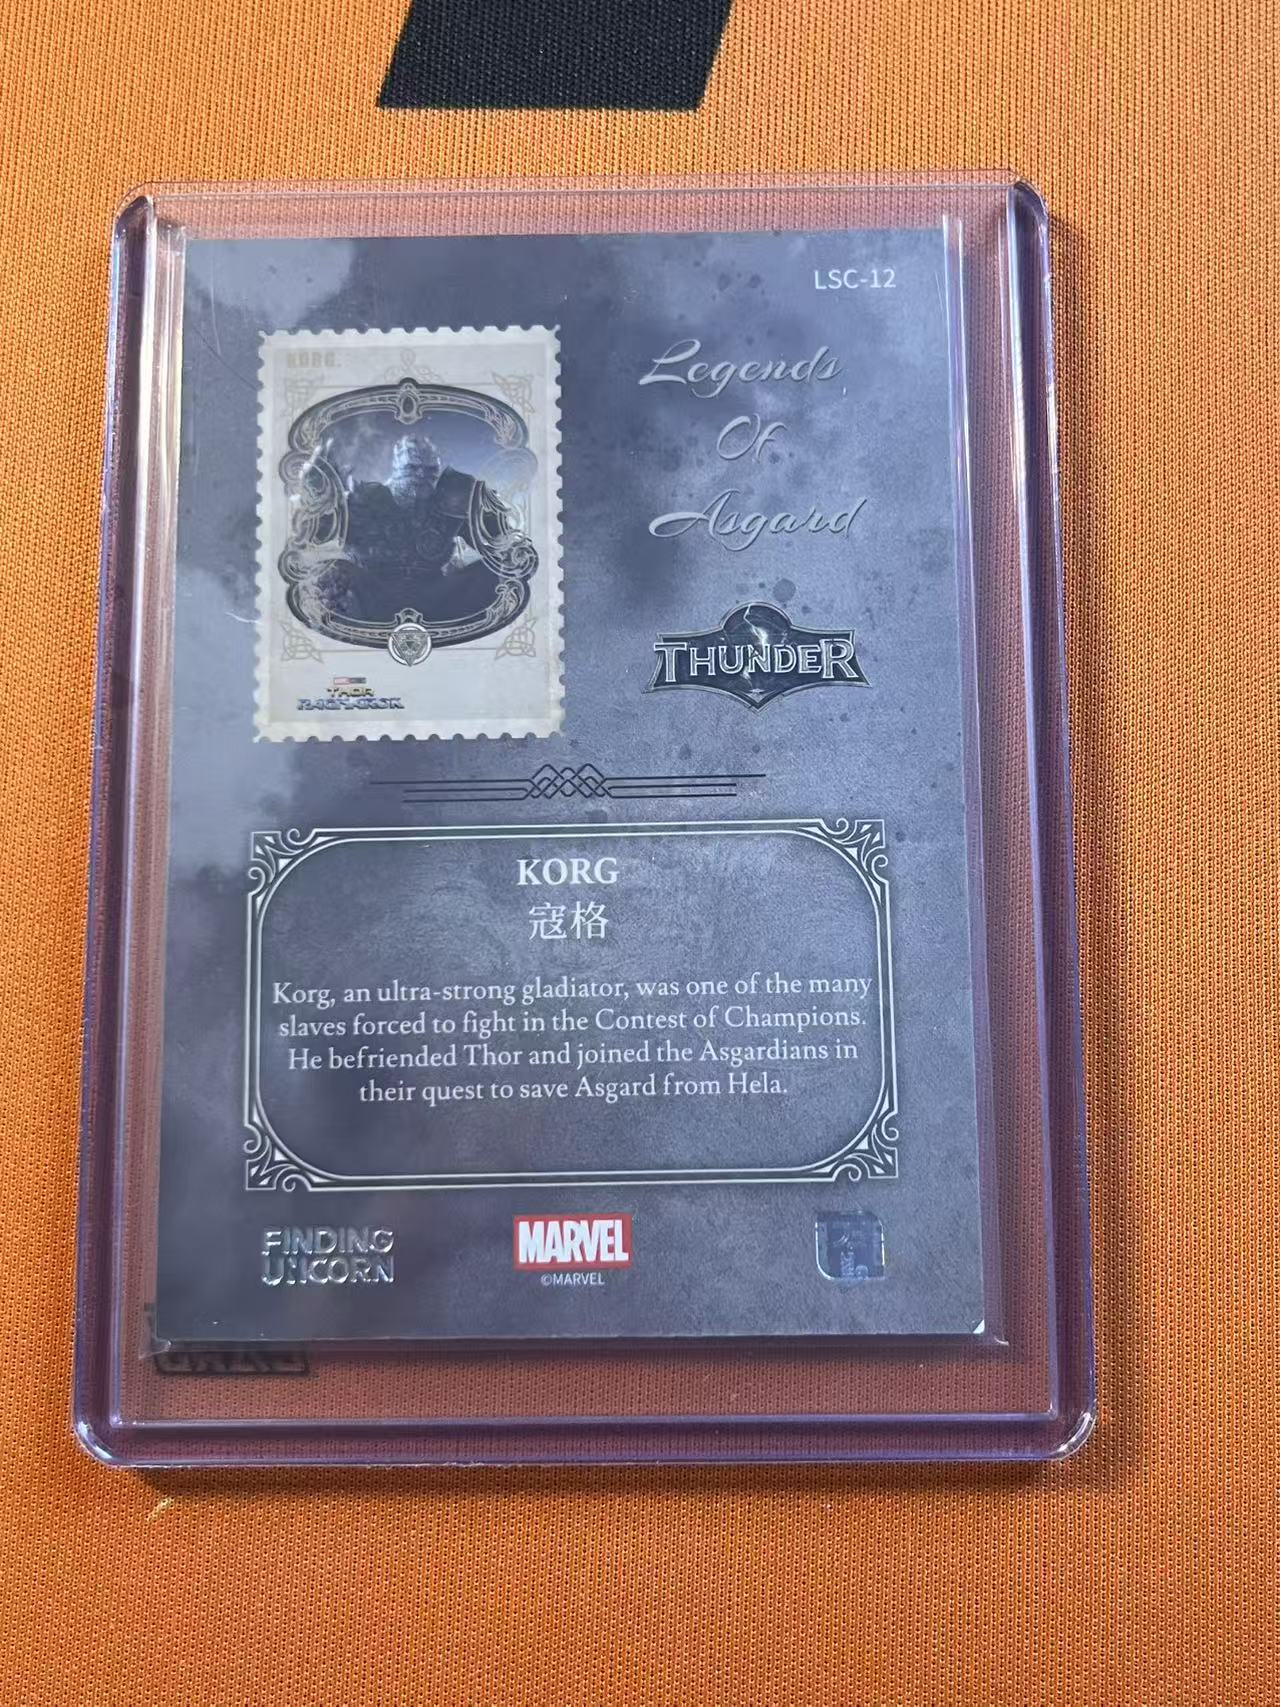 LSC-12
KORG.
Legends
Of
Asgard
THUNDER
THOR
RAGNAROK
KORG
寇格
Korg, an ultra-strong gladiator, was one of the many
slaves forced to fight in the Contest of Champions.
He befriended Thor and joined the Asgardians in
their quest to save Asgard from Hela.
FINDING
UNICORN
MARVEL
©MARVEL